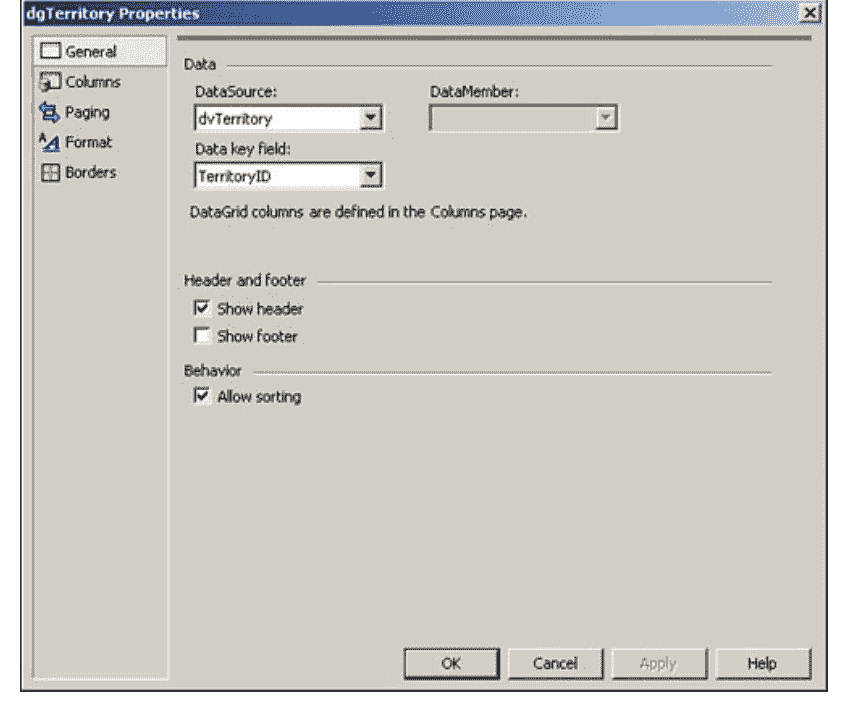 dgTerritory Properties
General
Columns
Paging
Format
Borders
Data
DataSource:
DataMember:
dvTerritory
Data key field:
TerritoryID
DataGrid columns are defined in the Columns page.
Header and footer
Show header
Show footer
Behavior
Allow sorting
OK
Cancel
Apply
Help